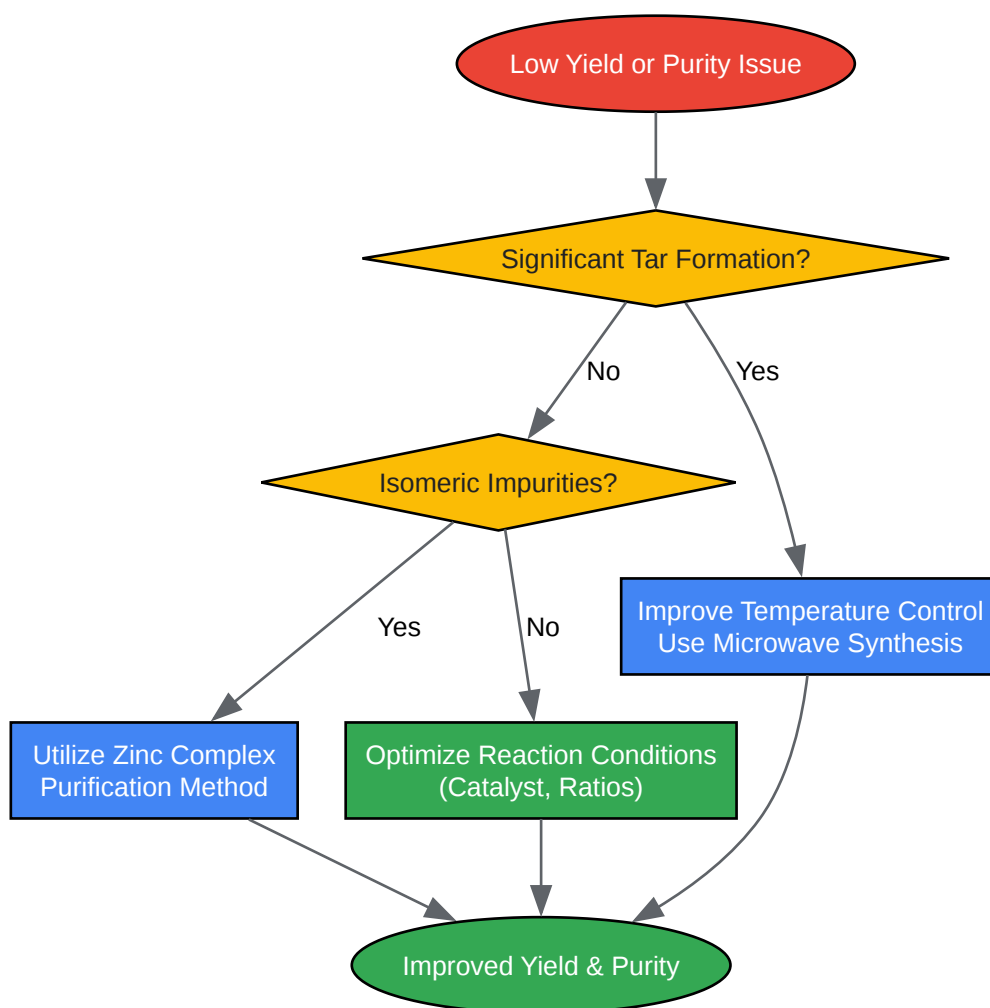 Low Yield or Purity Issue
Significant Tar Formation?
No
Yes
Isomeric Impurities?
Yes
No
Improve Temperature Control
Use Microwave Synthesis
Utilize Zinc Complex
Purification Method
Optimize Reaction Conditions
(Catalyst, Ratios)
Improved Yield & Purity